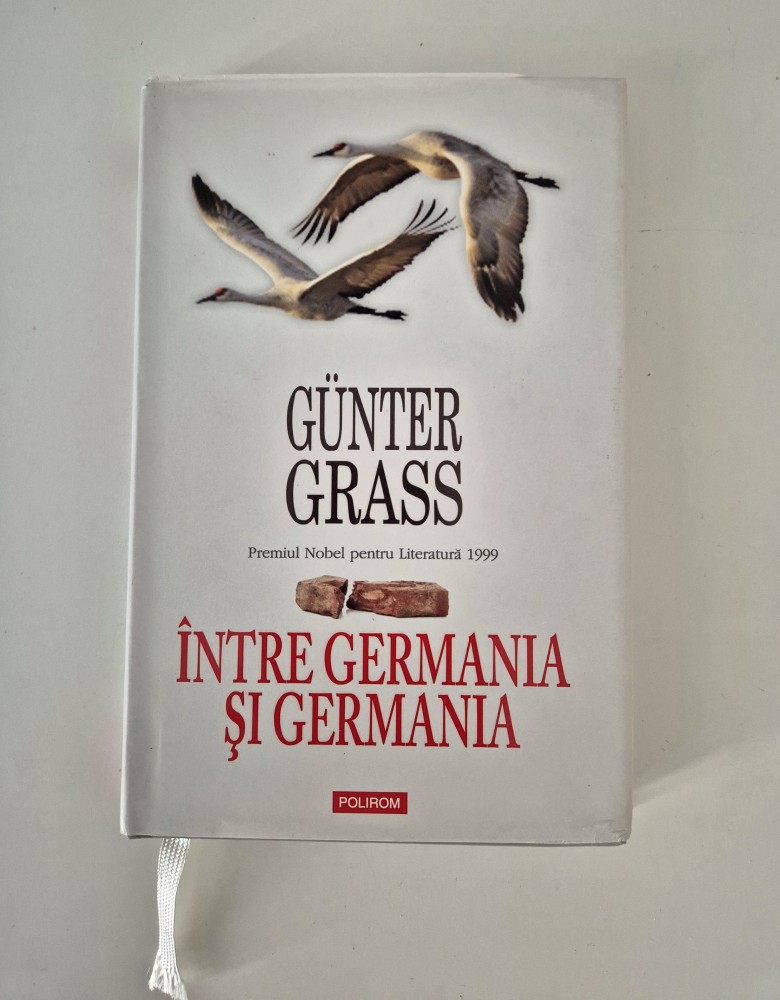 GÜNTER
GRASS
Premiul Nobel pentru Literatură 1999
ÎNTRE GERMANIA
ŞI GERMANIA
POLIROM